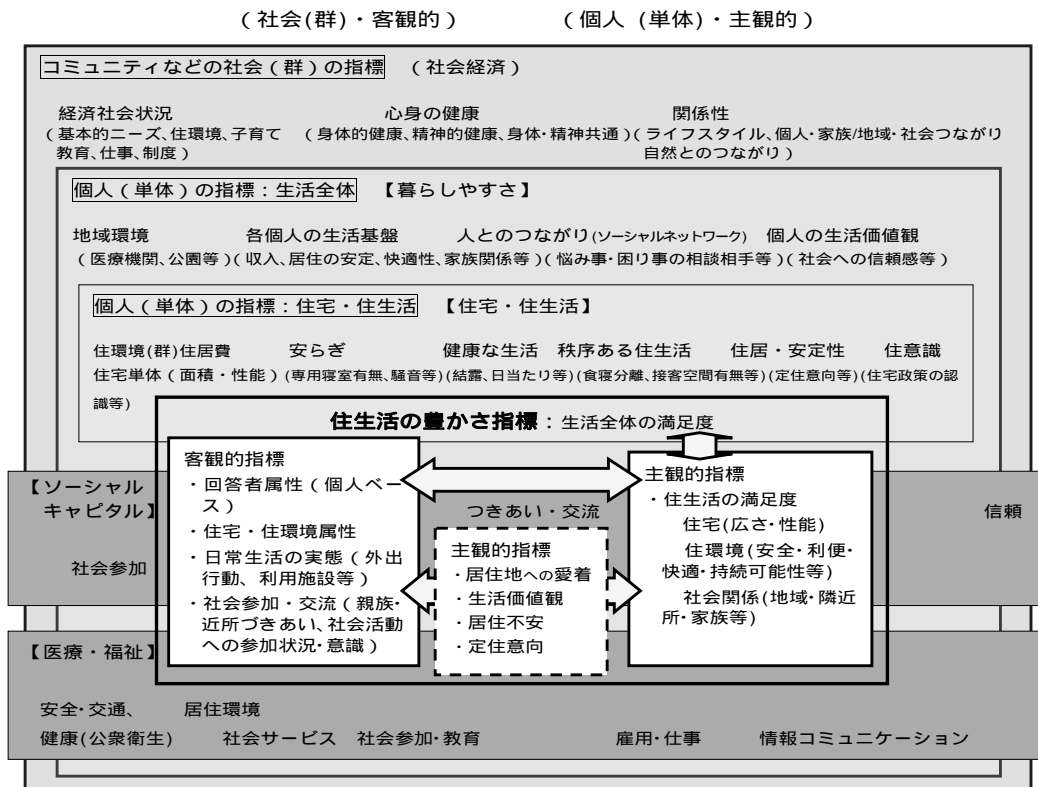 （社会(群)・客観的）　（個人 (単体)・主観的）
コミュニティなどの社会（群）の指標　（社会経済）
経済社会状況　心身の健康　関係性
（基本的ニーズ、住環境、子育て　（身体的健康、精神的健康、身体・精神共通）（ライフスタイル、個人・家族/地域・社会つながり
教育、仕事、制度）　自然とのつながり）
個人（単体）の指標：生活全体　【暮らしやすさ】
地域環境　各個人の生活基盤　人とのつながり(ソーシャルネットワーク)　個人の生活価値観
（医療機関、公園等）（収入、居住の安定、快適性、家族関係等）（悩み事・困り事の相談相手等）（社会への信頼感等）
個人（単体）の指標：住宅・住生活　【住宅・住生活】
住環境(群)住居費　安らぎ　健康な生活　秩序ある住生活　住居・安定性　住意識
住宅単体（面積・性能）(専用寝室有無、騒音等)(結露、日当たり等)(食寝分離、接客空間有無等)(定住意向等)(住宅政策の認
識等)
住生活の豊かさ指標：生活全体の満足度
客観的指標
・回答者属性（個人ベー
ス）
・住宅・住環境属性
・日常生活の実態（外出
行動、利用施設等）
・社会参加・交流（親族・
近所づきあい、社会活動
への参加状況・意識）
つきあい・交流
主観的指標
・居住地への愛着
・生活価値観
・居住不安
・定住意向
主観的指標
・住生活の満足度
住宅(広さ・性能)
住環境(安全・利便・
快適・持続可能性等)
社会関係(地域・隣近
所・家族等)
【ソーシャル
キャピタル】
信頼
社会参加
【医療・福祉】
安全・交通、　居住環境
健康(公衆衛生)　社会サービス　社会参加・教育　雇用・仕事　情報コミュニケーション